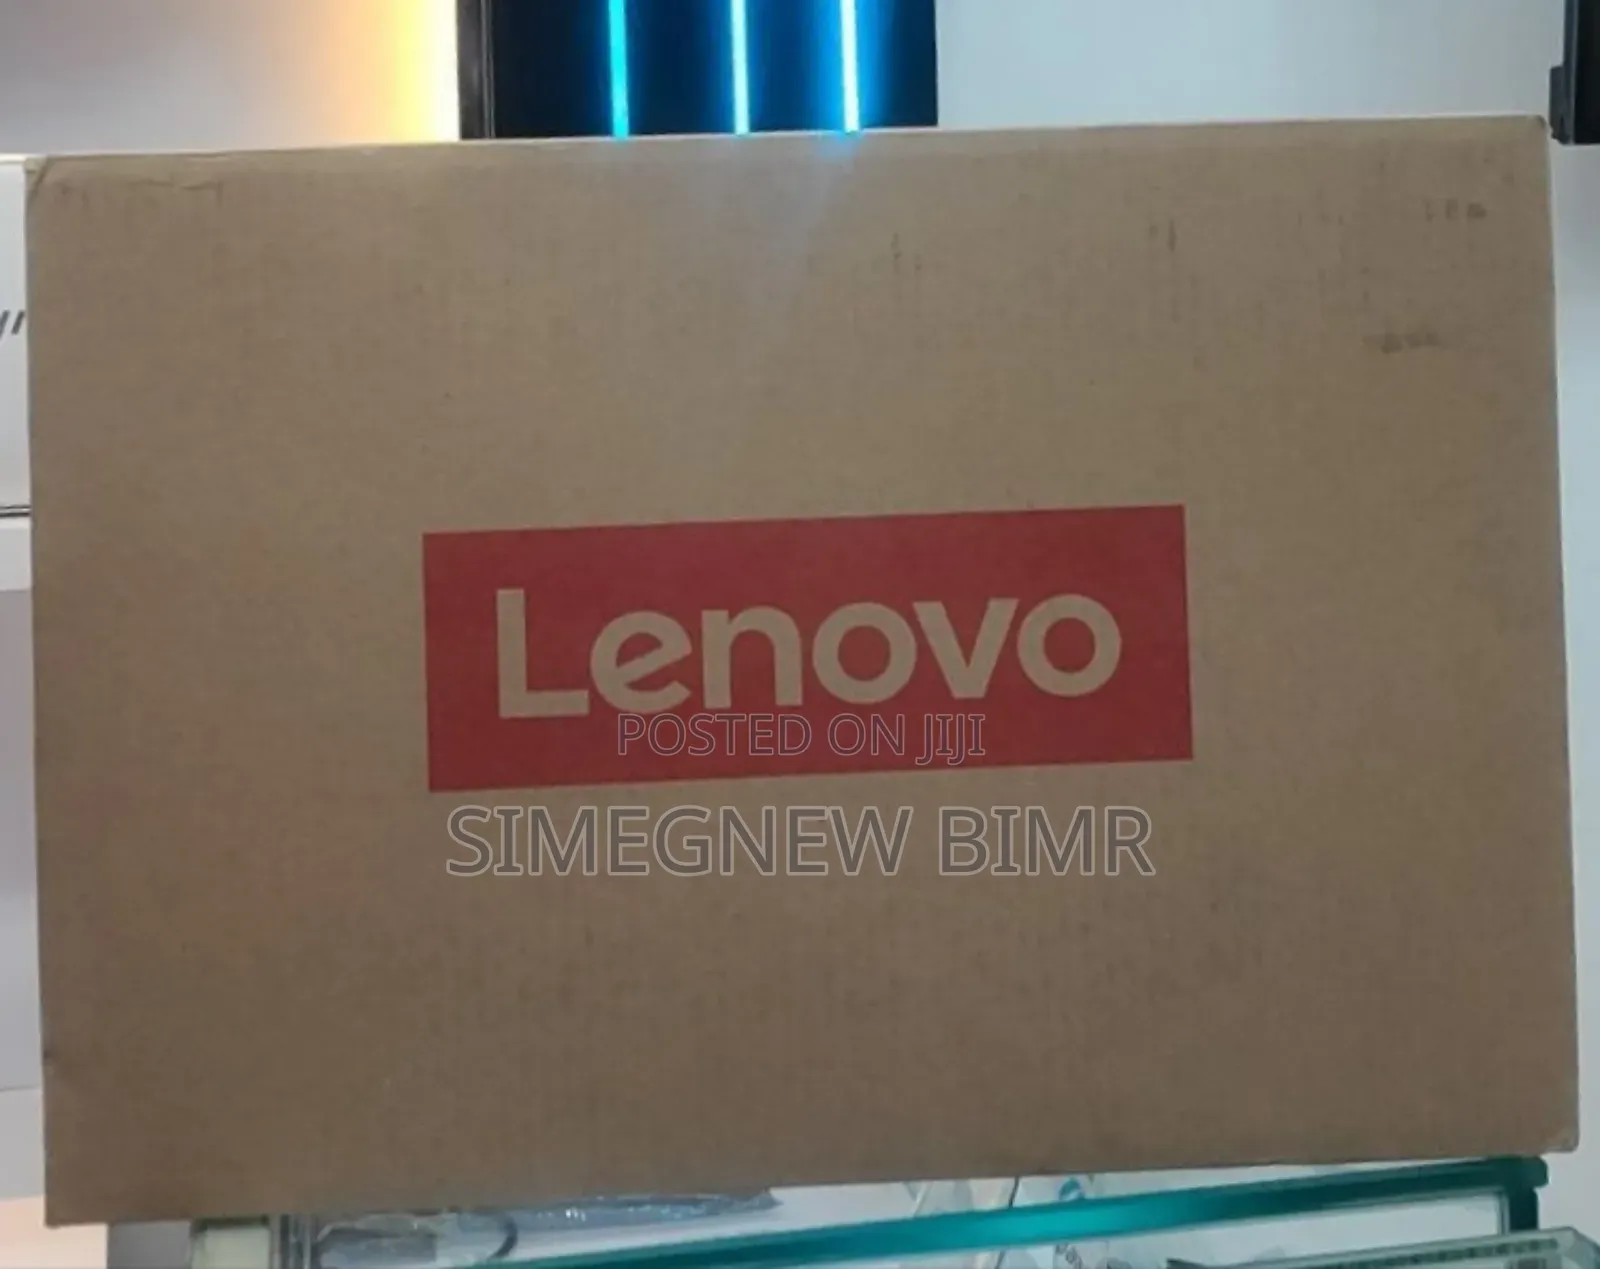 Lenovo
POSTED ON JIJI
SIMEGNEW BIMR